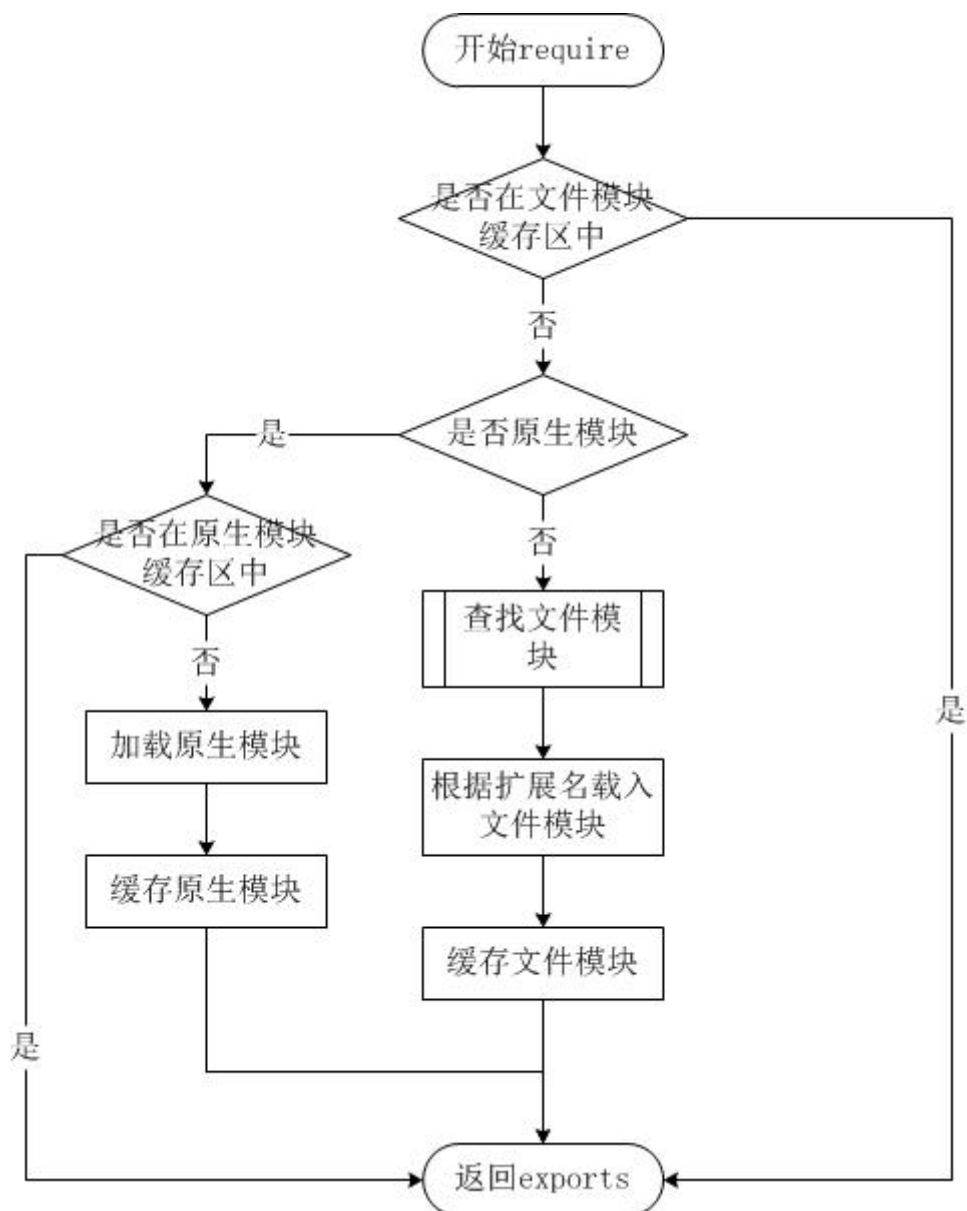 开始require
是否在文件模块
缓存区中
否
是否原生模块
是
是否在原生模块
缓存区中
否
查找文件模
块
否
加载原生模块
是
根据扩展名载入
文件模块
缓存原生模块
缓存文件模块
是
返回exports